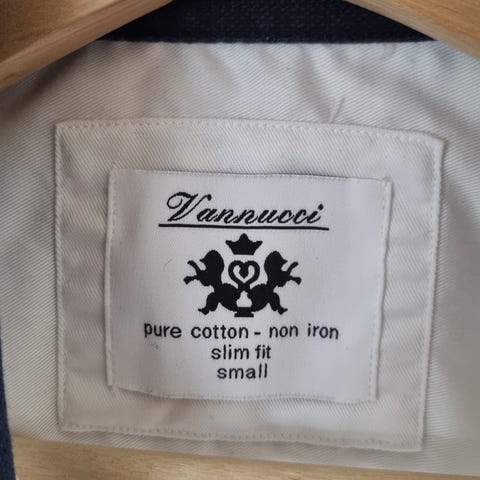 Vannucci
pure cotton - non iron
slim fit
small